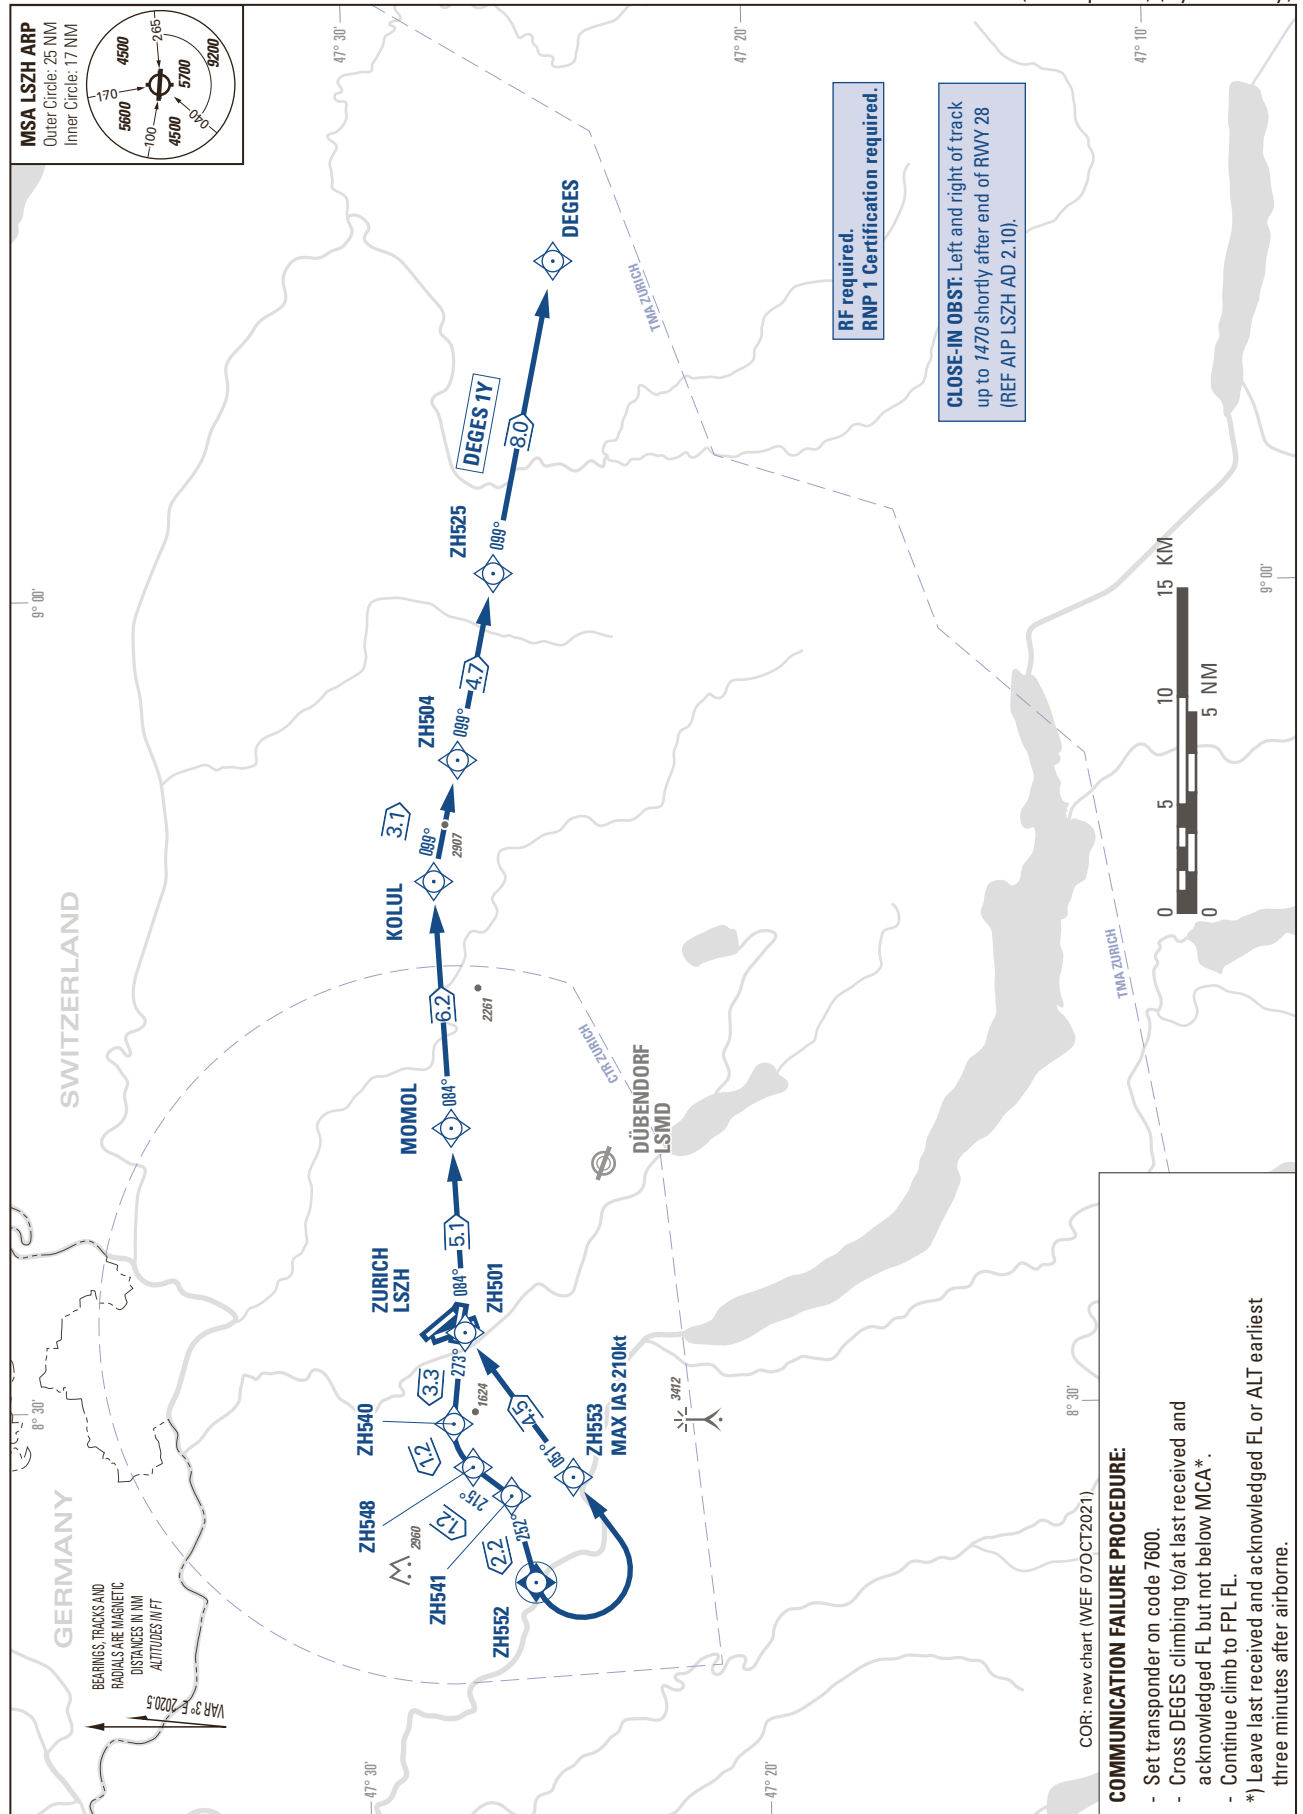 MSA LSZH ARP
Outer Circle: 25 NM
Inner Circle: 17 NM
170
265
100
040
5600
4500
4500
5700
9200
47° 30'
47° 20'
47° 10'
9° 00'
9° 00'
8° 30'
8° 30'
47° 30'
47° 20'
SWITZERLAND
GERMANY
BEARINGS, TRACKS AND
RADIALS ARE MAGNETIC
DISTANCES IN NM
ALTITUDES IN FT
VAR 3° E 2020.5
DEGES
DEGES 1Y
8.0
099°
ZH525
4.7
099°
ZH504
3.1
099°
2907
KOLUL
6.2
084°
2261
MOMOL
5.1
084°
ZURICH
LSZH
ZH501
273°
3.3
1624
ZH540
1.2
ZH548
215°
1.2
ZH541
252°
2.2
2960
ZH552
4.5
051°
ZH553
MAX IAS 210kt
3412
DÜBENDORF
LSMD
CTR ZURICH
TMA ZURICH
TMA ZURICH
RF required.
RNP 1 Certification required.
CLOSE-IN OBST: Left and right of track
up to 1470 shortly after end of RWY 28
(REF AIP LSZH AD 2.10).
0 5 10 15 KM
0 5 NM
COR: new chart (WEF 07OCT2021)
COMMUNICATION FAILURE PROCEDURE:
- Set transponder on code 7600.
- Cross DEGES climbing to/at last received and
acknowledged FL but not below MCA*.
- Continue climb to FPL FL.
*) Leave last received and acknowledged FL or ALT earliest
three minutes after airborne.